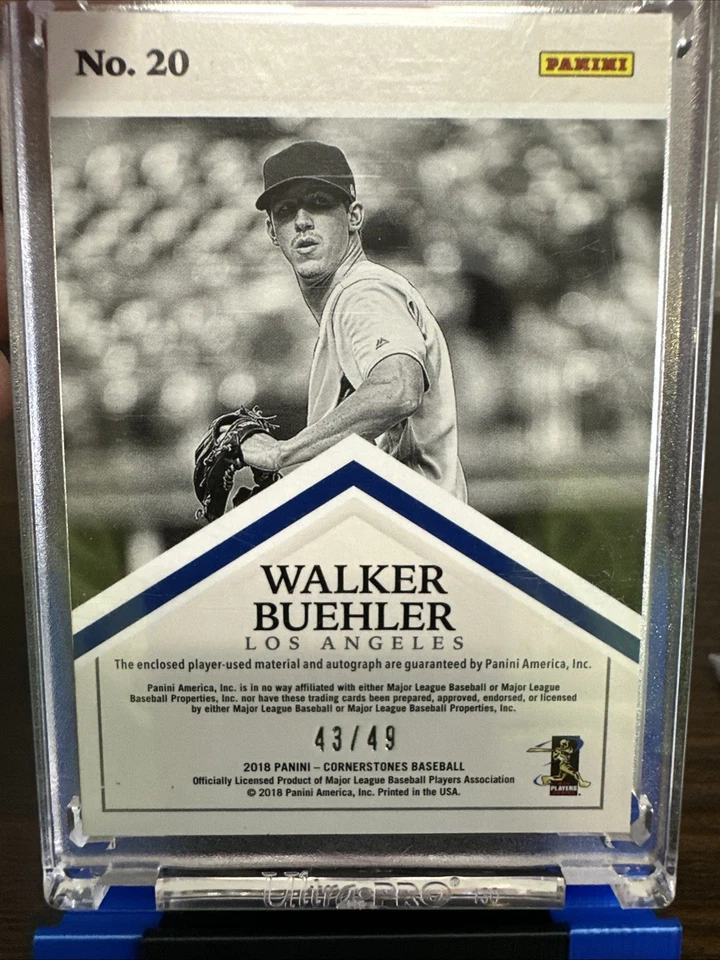 No. 20
PANINI
WALKER
BUEHLER
LOS ANGELES
The enclosed player-used material and autograph are guaranteed by Panini America, Inc.
Panini America, Inc. is in no way affiliated with either Major League Baseball or Major League
Baseball Properties, Inc. nor have these trading cards been prepared, approved, endorsed, or licensed
by either Major League Baseball or Major League Baseball Properties, Inc.
43/49
2018 PANINI – CORNERSTONES BASEBALL
Officially Licensed Product of Major League Baseball Players Association
© 2018 Panini America, Inc. Printed in the USA.
PLAYERS
Ultra•PRO®